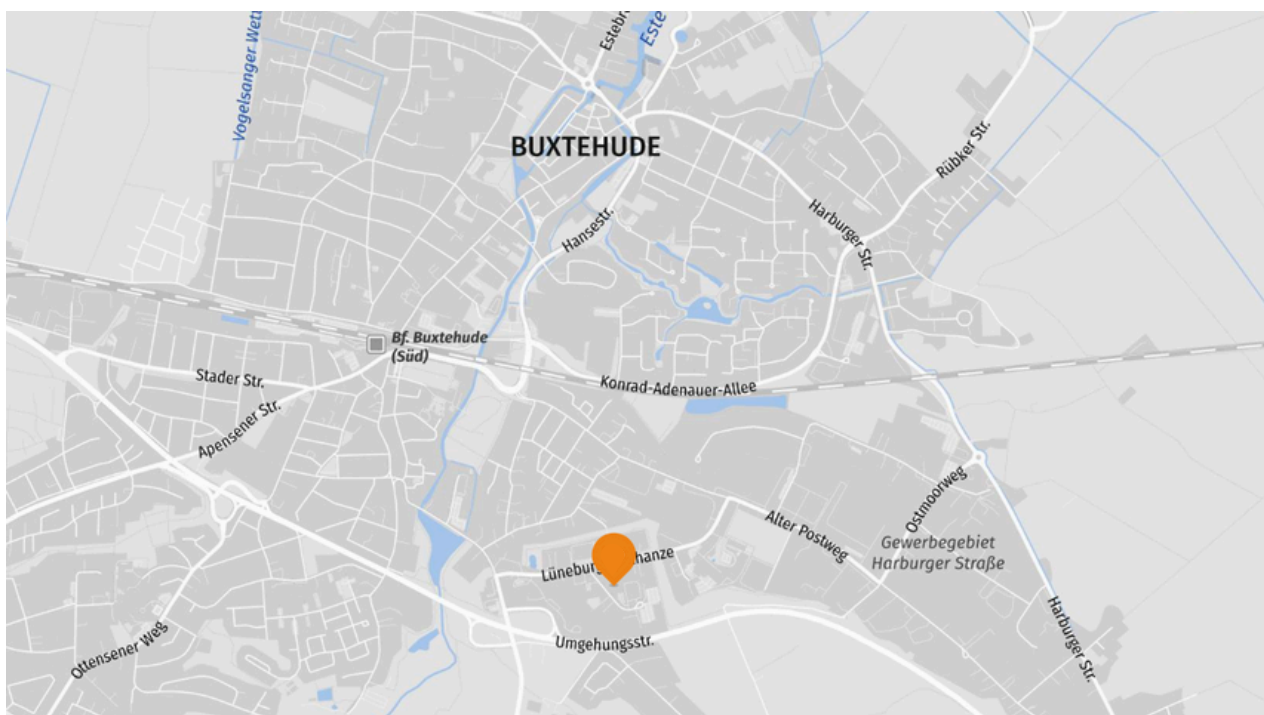 Vogelsanger Wett
Estebr
Este
BUXTEHUDE
Rübker Str.
Harburger Str.
Hansestr.
Bf. Buxtehude
(Süd)
Stader Str.
Konrad-Adenauer-Allee
Apensener Str.
Ostmoorweg
Alter Postweg
Gewerbegebiet
Harburger Straße
Lüneburg hanze
Umgehungsstr.
Harburger Str.
Ottensener Weg